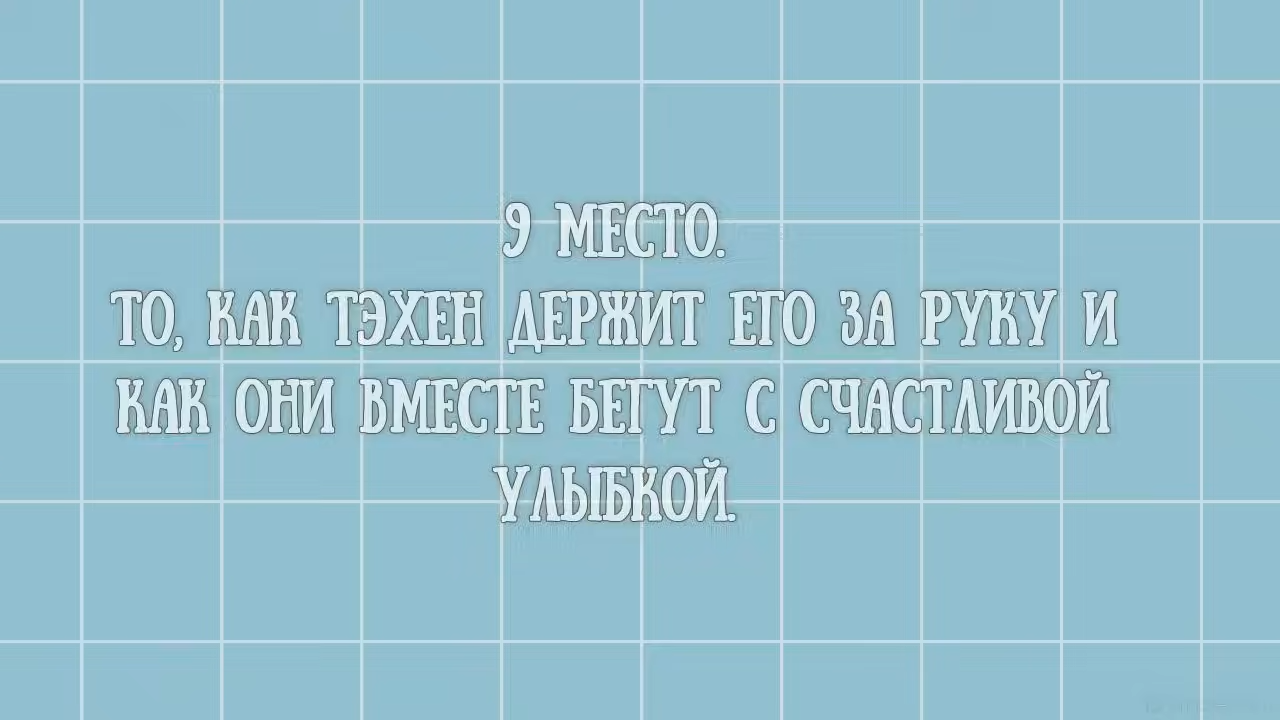 9 МЕСТО.
ТО, КАК ТЭХЕН ДЕРЖИТ ЕГО ЗА РУКУ И
КАК ОНИ ВМЕСТЕ БЕГУТ С СЧАСТЛИВОЙ
УЛЫБКОЙ.